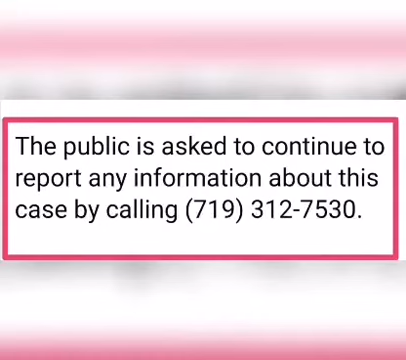 The public is asked to continue to
report any information about this
case by calling (719) 312-7530.